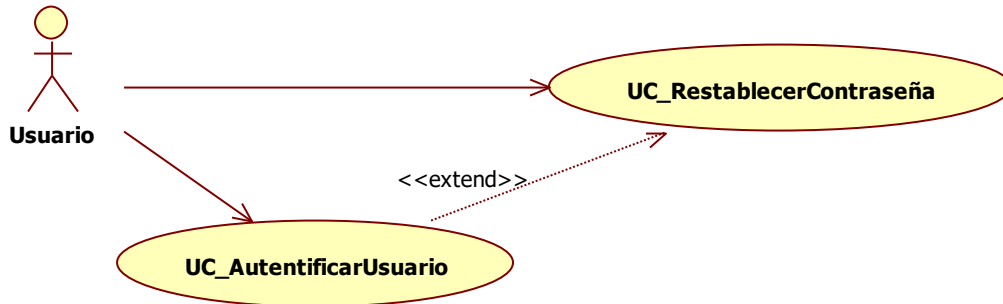 UC_RestablecerContraseña
Usuario
<<extend>>
UC_AutentificarUsuario